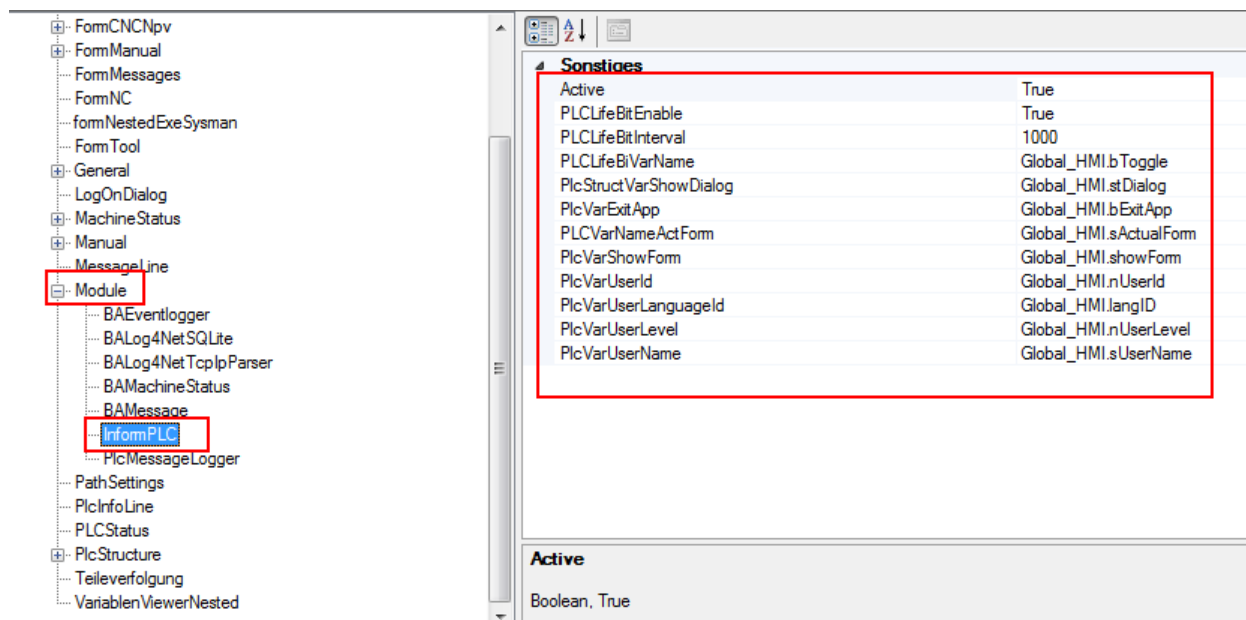 FormCNCNpv
FormManual
FormMessages
FormNC
formNestedExeSysman
FormTool
General
LogOnDialog
MachineStatus
Manual
MessageLine
Module
BAEventlogger
BALog4NetSQLite
BALog4NetTcpIpParser
BAMachineStatus
BAMessage
InformPLC
PlcMessageLogger
PathSettings
PlcInfoLine
PLCStatus
PlcStructure
Teileverfolgung
VariablenViewerNested
Sonstiges
Active True
PLCLifeBitEnable True
PLCLifeBitInterval 1000
PLCLifeBiVarName Global_HMI.bToggle
PlcStructVarShowDialog Global_HMI.stDialog
PlcVarExitApp Global_HMI.bExitApp
PLCVarNameActForm Global_HMI.sActualForm
PlcVarShowForm Global_HMI.showForm
PlcVarUserId Global_HMI.nUserId
PlcVarUserLanguageId Global_HMI.langID
PlcVarUserLevel Global_HMI.nUserLevel
PlcVarUserName Global_HMI.sUserName
Active
Boolean, True